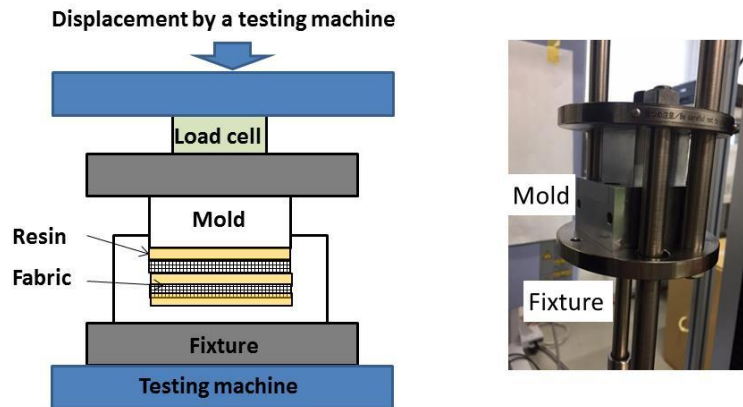 Displacement by a testing machine
Load cell
Mold
Resin
Fabric
Fixture
Testing machine
Mold
Fixture